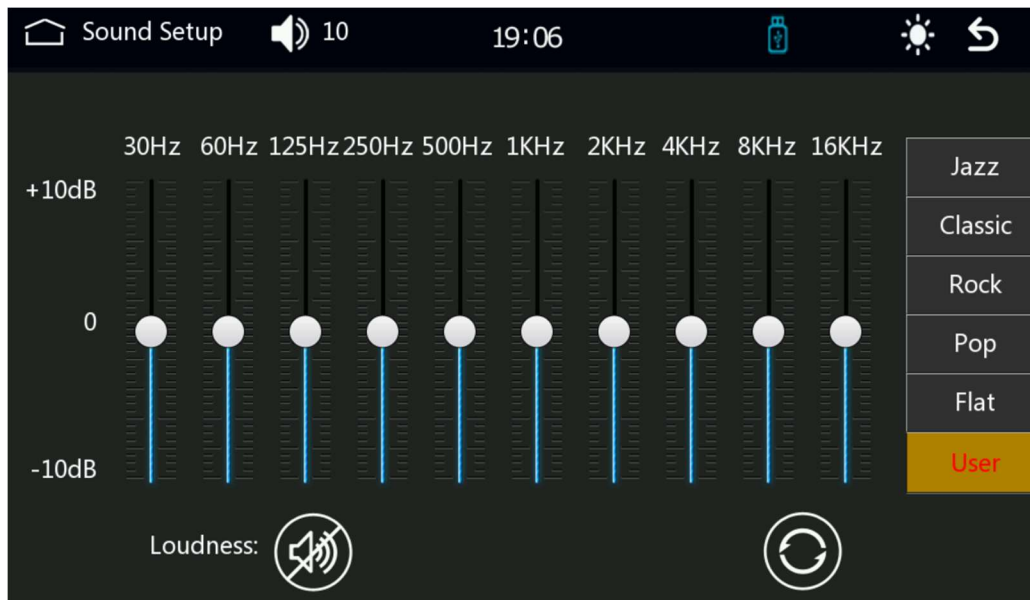 Sound Setup 10 19:06
30Hz 60Hz 125Hz 250Hz 500Hz 1KHz 2KHz 4KHz 8KHz 16KHz
+10dB
0
-10dB
Jazz
Classic
Rock
Pop
Flat
User
Loudness: